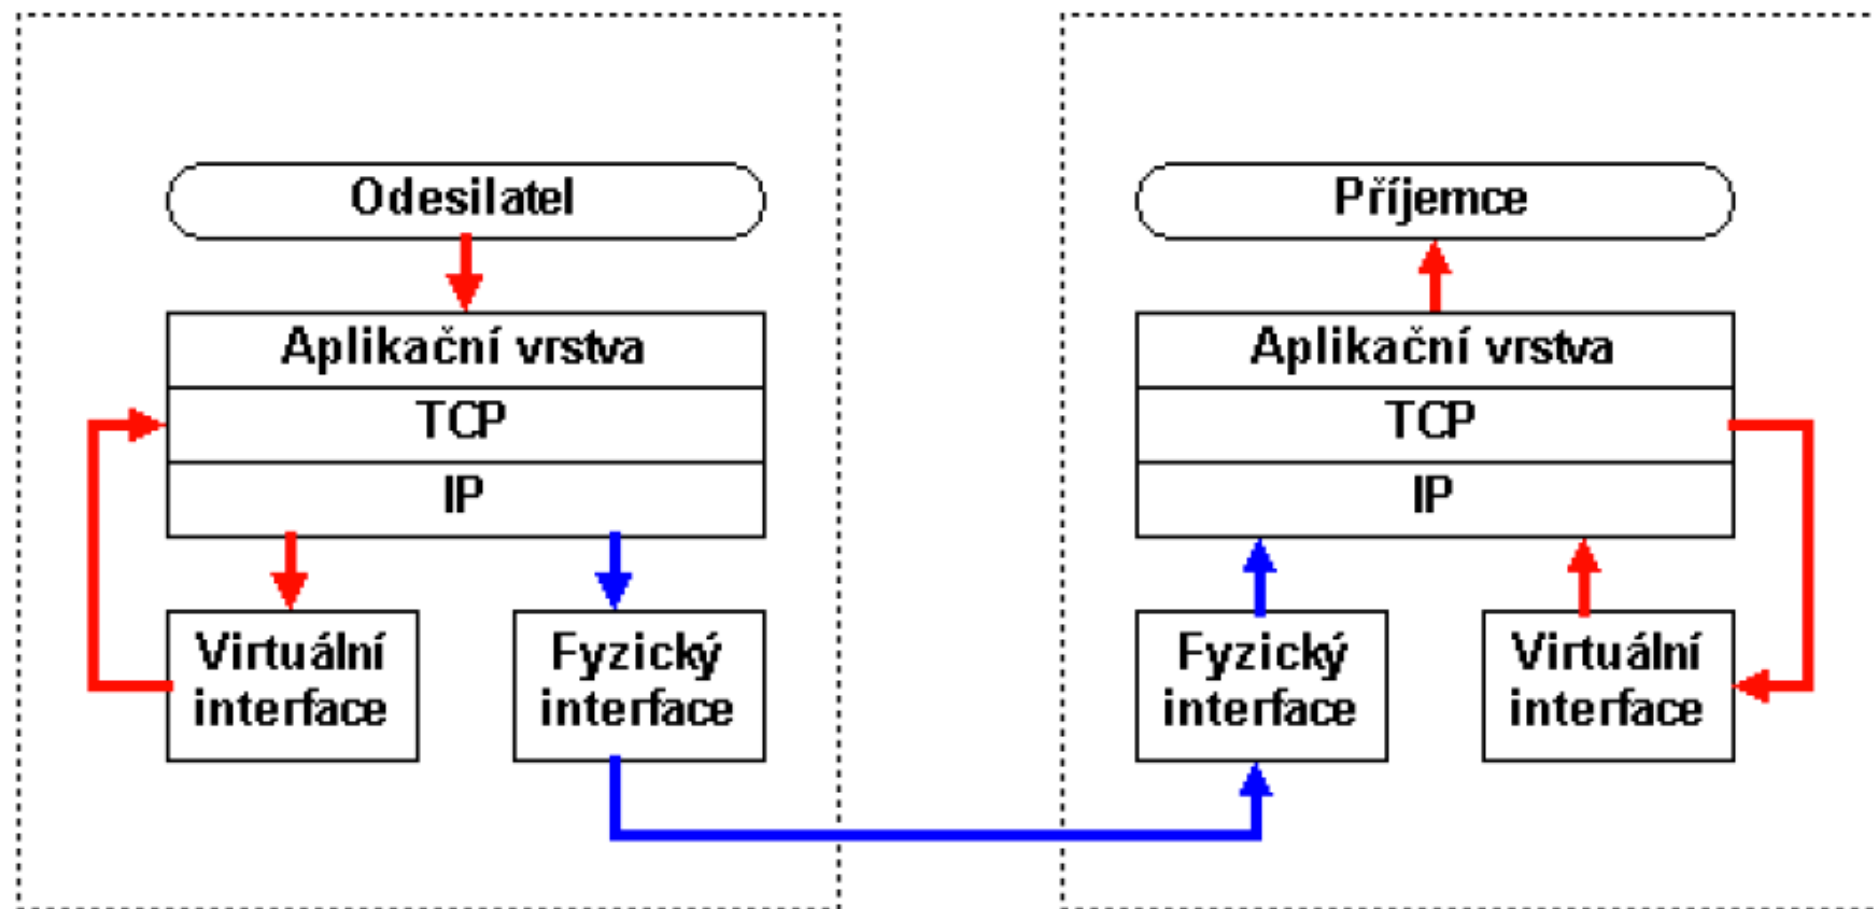 Odesilatel
Aplikační vrstva
TCP
IP
Virtuální
interface
Fyzický
interface
Příjemce
Aplikační vrstva
TCP
IP
Fyzický
interface
Virtuální
interface